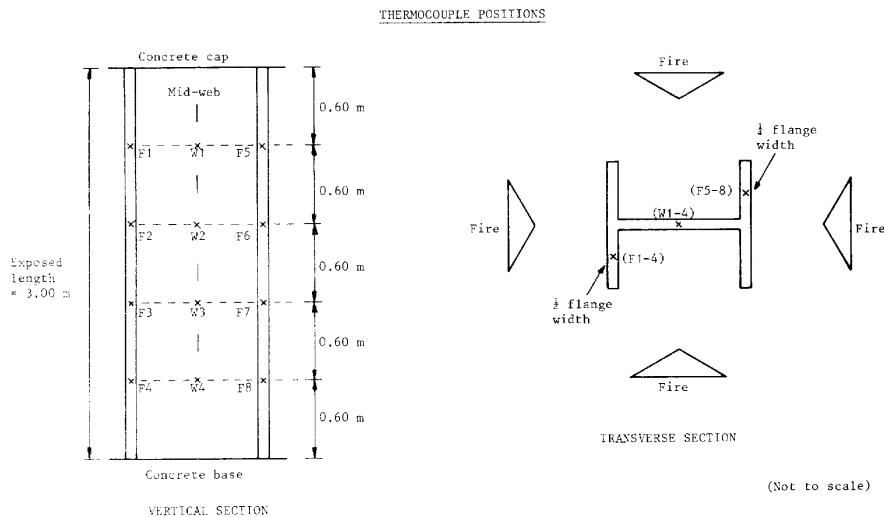 THERMOCOUPLE POSITIONS
Concrete cap
Mid-web
0.60 m
F1
W1
F5
0.60 m
F2
W2
F6
Exposed
length
= 3.00 m
0.60 m
F3
W3
F7
0.60 m
F4
W4
F8
0.60 m
Concrete base
VERTICAL SECTION
Fire
¼ flange
width
(F5-8)
(W1-4)
Fire
Fire
(F1-4)
¼ flange
width
Fire
TRANSVERSE SECTION
(Not to scale)